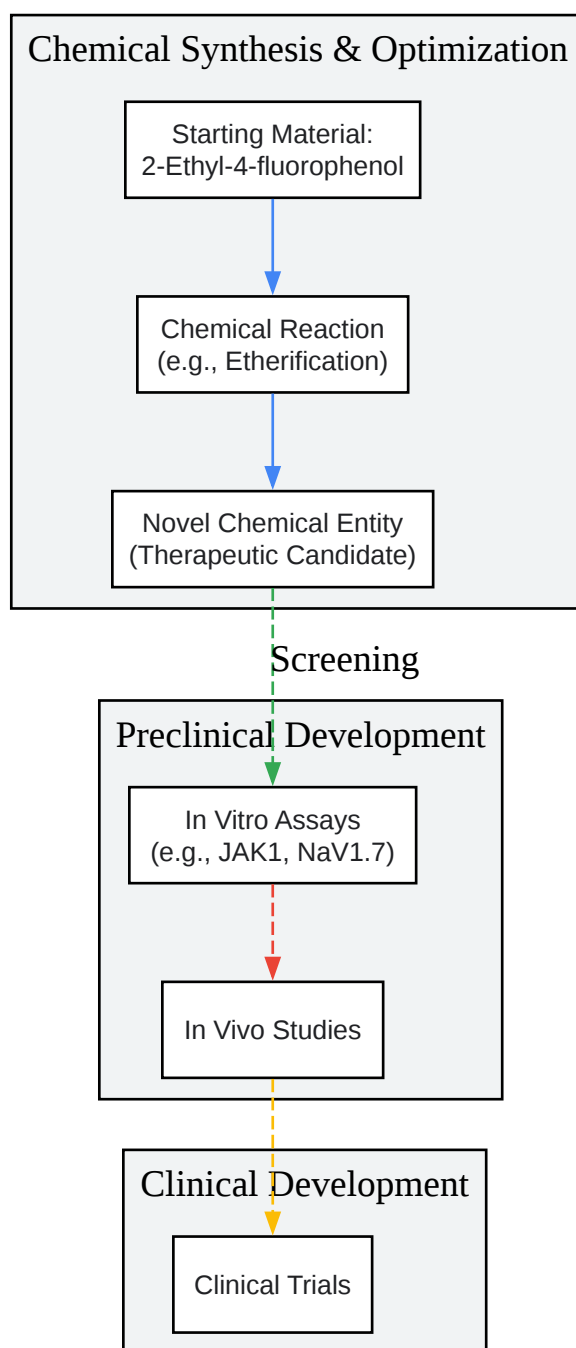 Chemical Synthesis & Optimization
Starting Material:
2-Ethyl-4-fluorophenol
Chemical Reaction
(e.g., Etherification)
Novel Chemical Entity
(Therapeutic Candidate)
Screening
Preclinical Development
In Vitro Assays
(e.g., JAK1, NaV1.7)
In Vivo Studies
Clinical Development
Clinical Trials